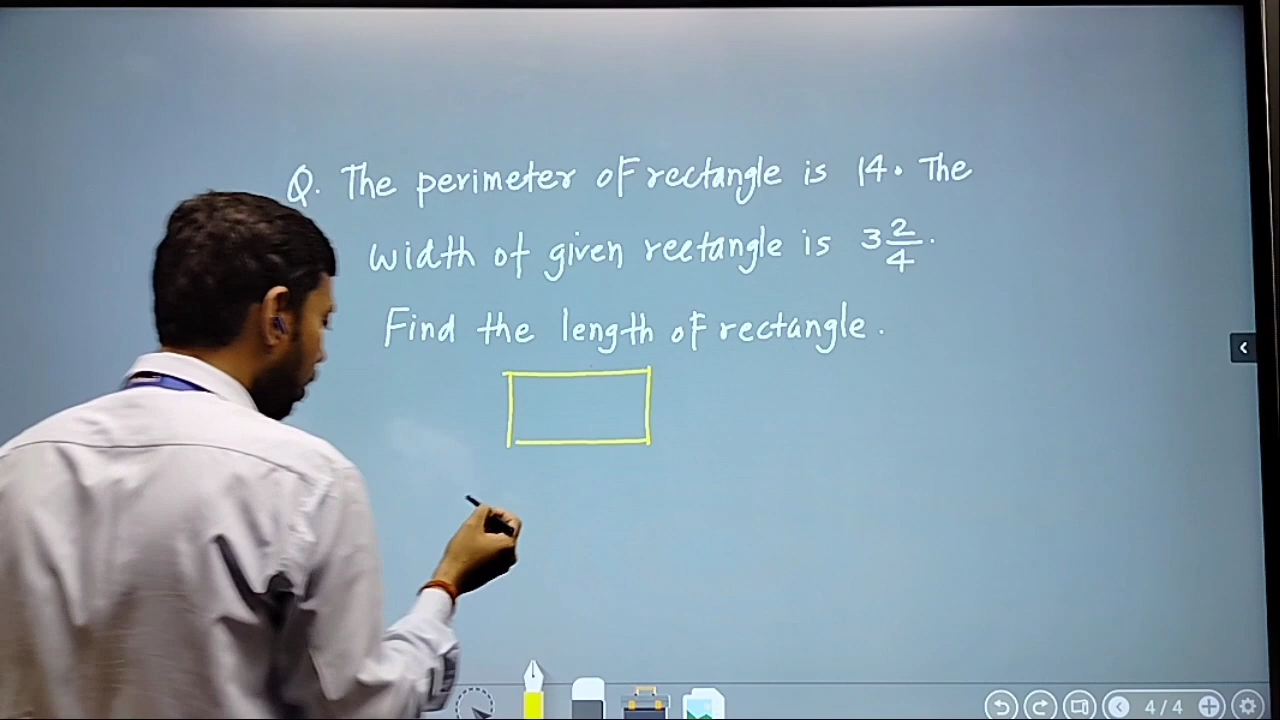 Q. The perimeter of rectangle is 14. The
width of given rectangle is 3 2/4.
Find the length of rectangle.
4/4